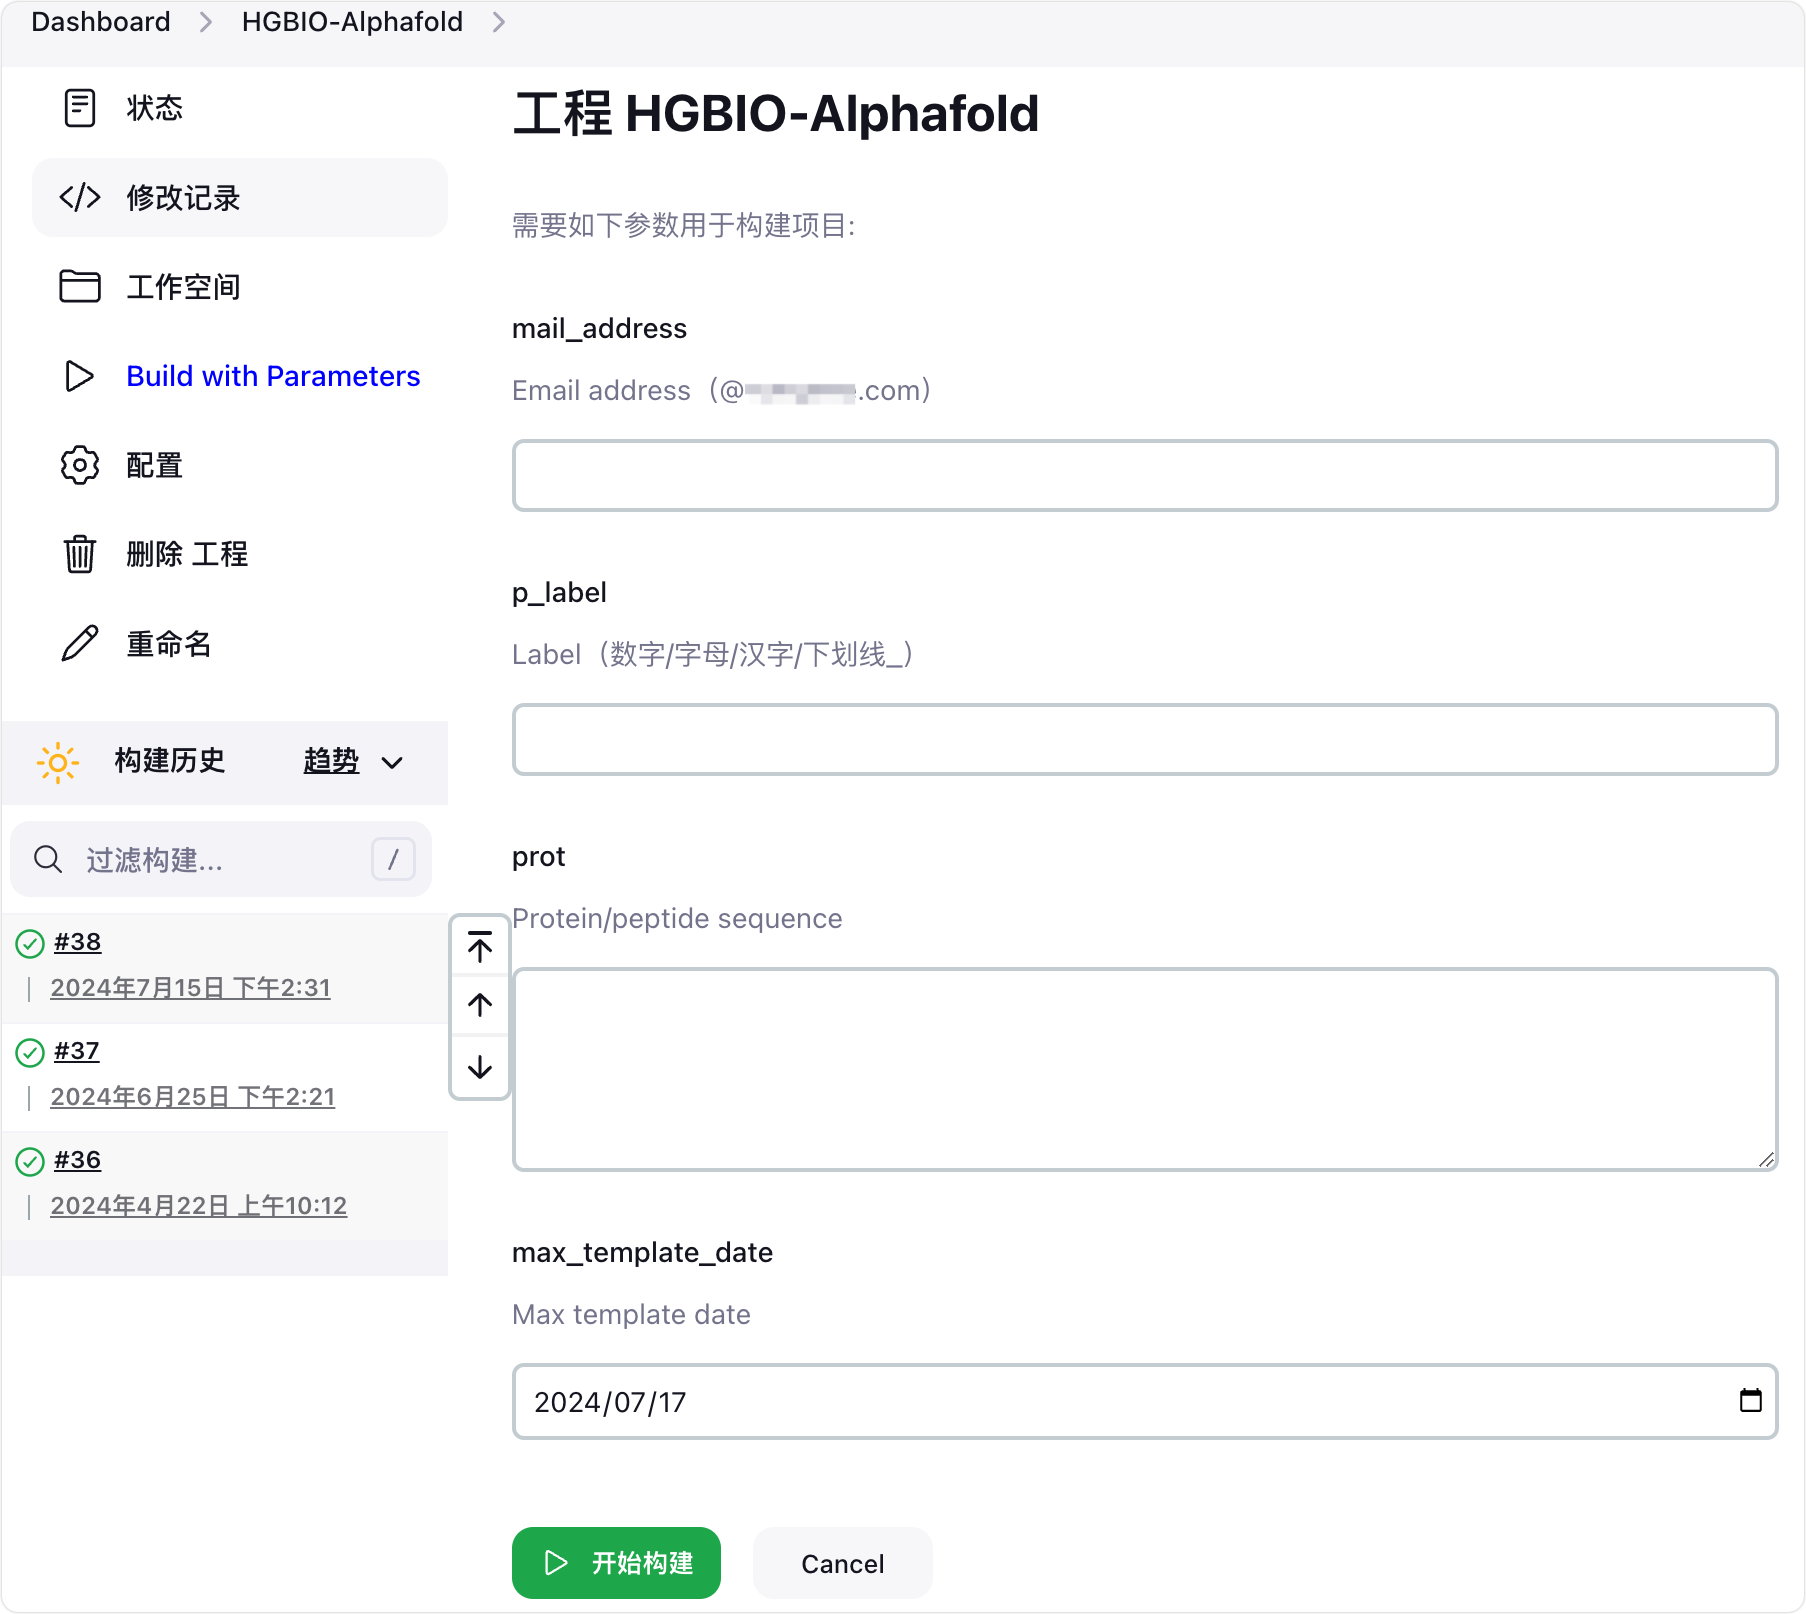 Dashboard
HGBIO-Alphafold
状态
修改记录
工作空间
Build with Parameters
配置
删除 工程
重命名
构建历史
趋势
过滤构建...
/
#38
2024年7月15日 下午2:31
#37
2024年6月25日 下午2:21
#36
2024年4月22日 上午10:12
工程 HGBIO-Alphafold
需要如下参数用于构建项目:
mail_address
Email address（@.com）
p_label
Label（数字/字母/汉字/下划线_）
prot
Protein/peptide sequence
max_template_date
Max template date
2024/07/17
开始构建
Cancel